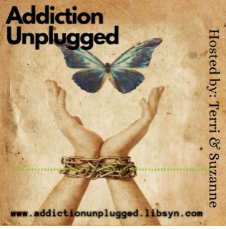 Addiction
Unplugged
Hosted by: Terri & Suzanne
www.addictionunplugged.libsyn.com